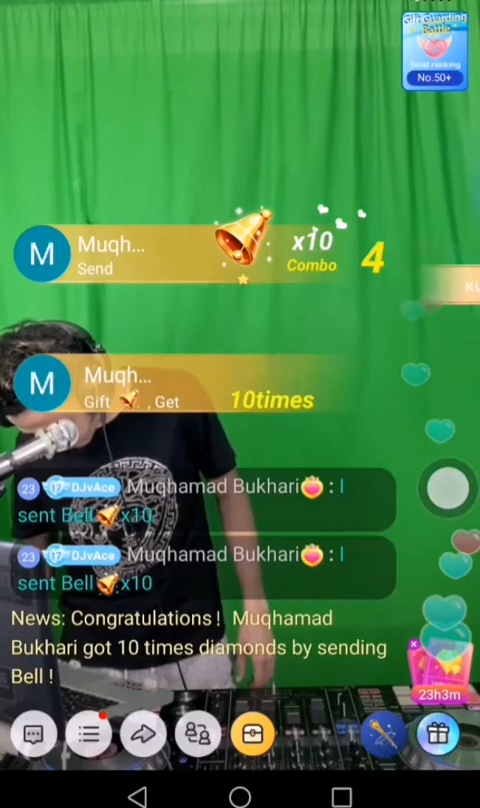 Gift Guarding
Battle
Total ranking
No.50+
M
Muqh...
Send
x10
Combo
4
M
Muqh...
Gift , Get
10times
23 DJvAce Muqhamad Bukhari : I
sent Bell x10
23 DJvAce Muqhamad Bukhari : I
sent Bell x10
News: Congratulations! Muqhamad
Bukhari got 10 times diamonds by sending
Bell !
23h3m